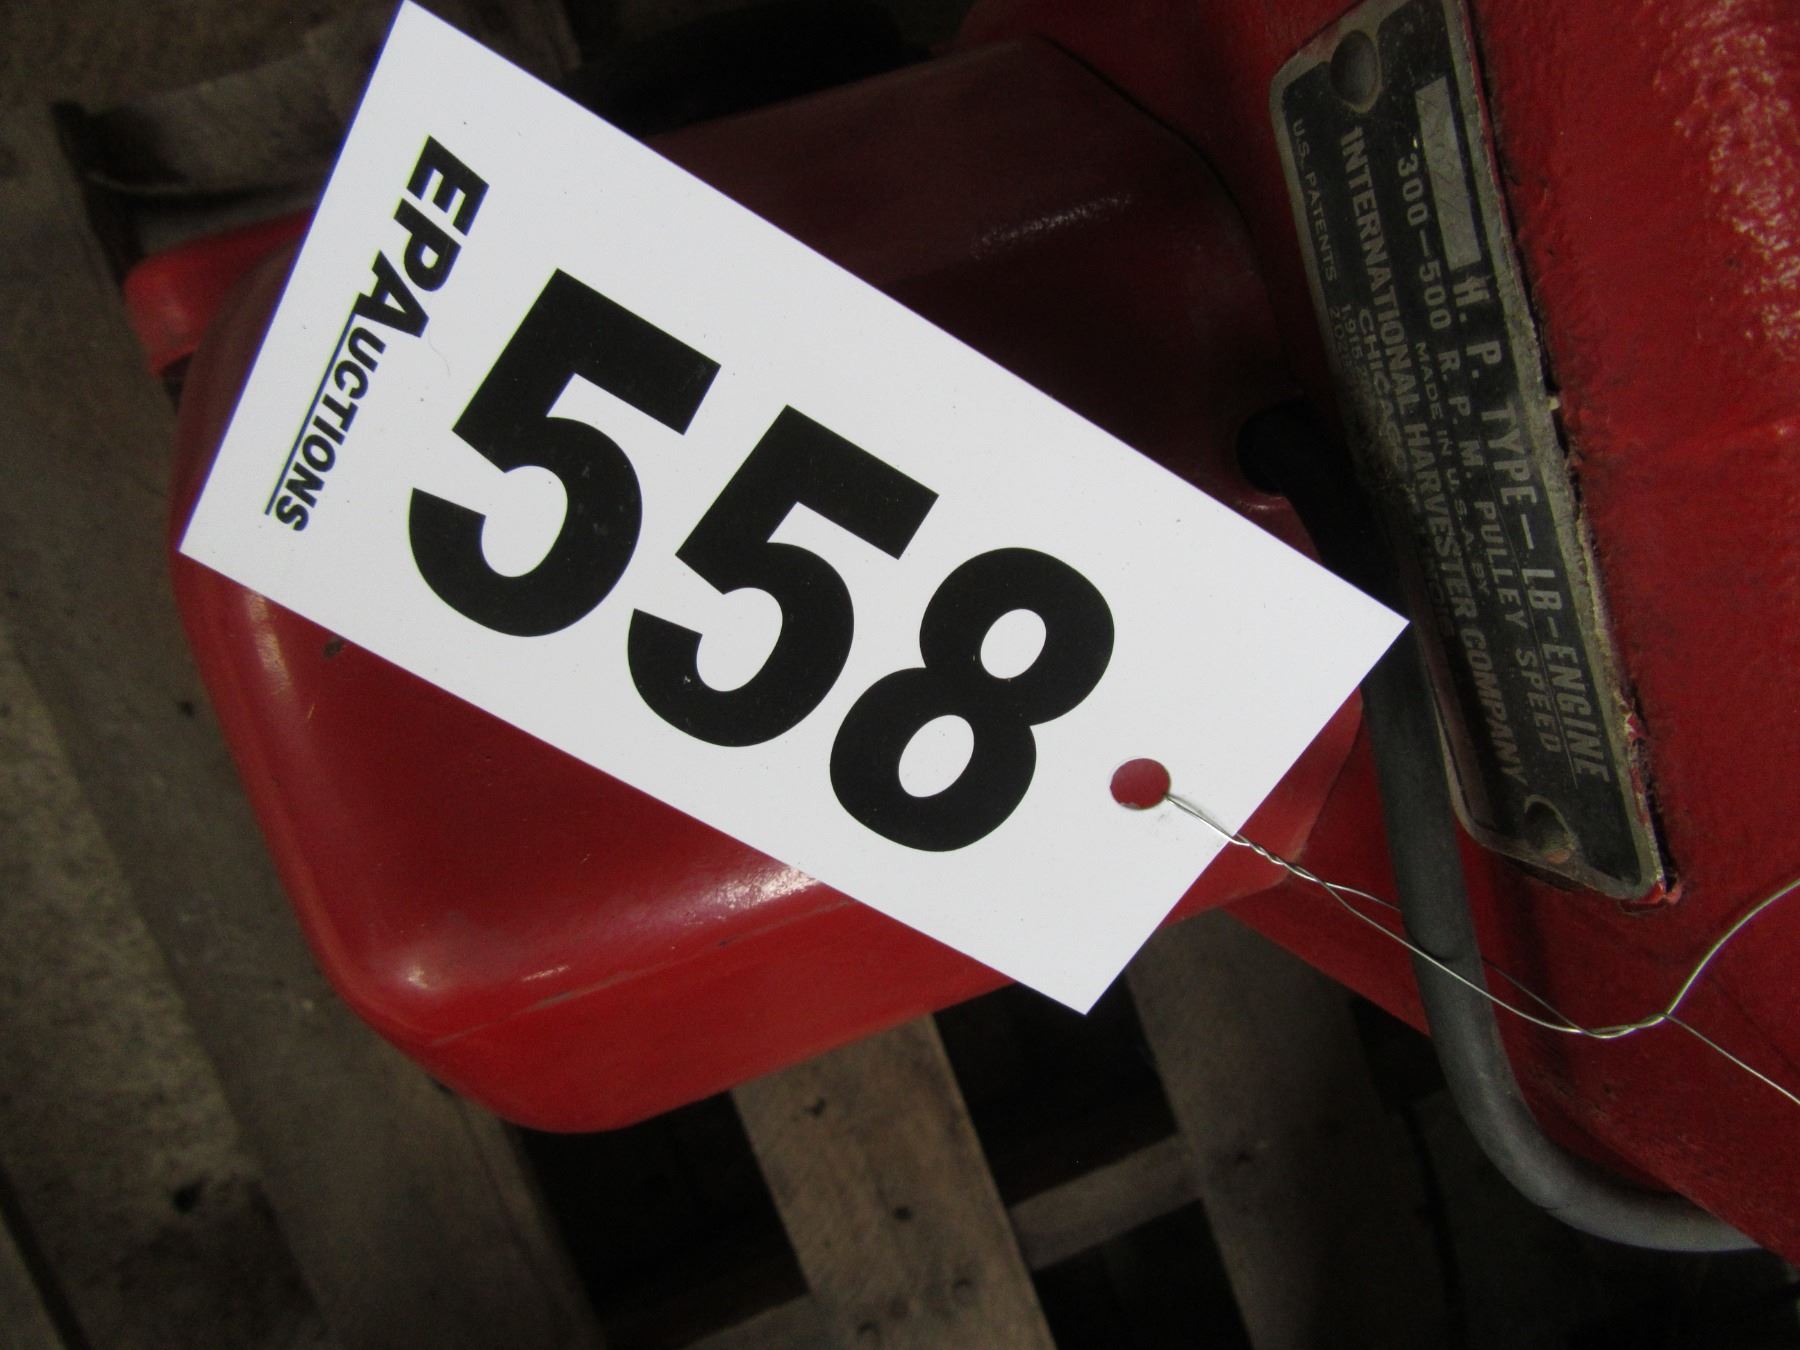 EPAUCTIONS
558
H. P. TYPE-LB-ENGINE
300-500 R. P. M. PULLEY SPEED
MADE IN U.S.A. BY
INTERNATIONAL HARVESTER COMPANY
CHICAGO
U.S. PATENTS